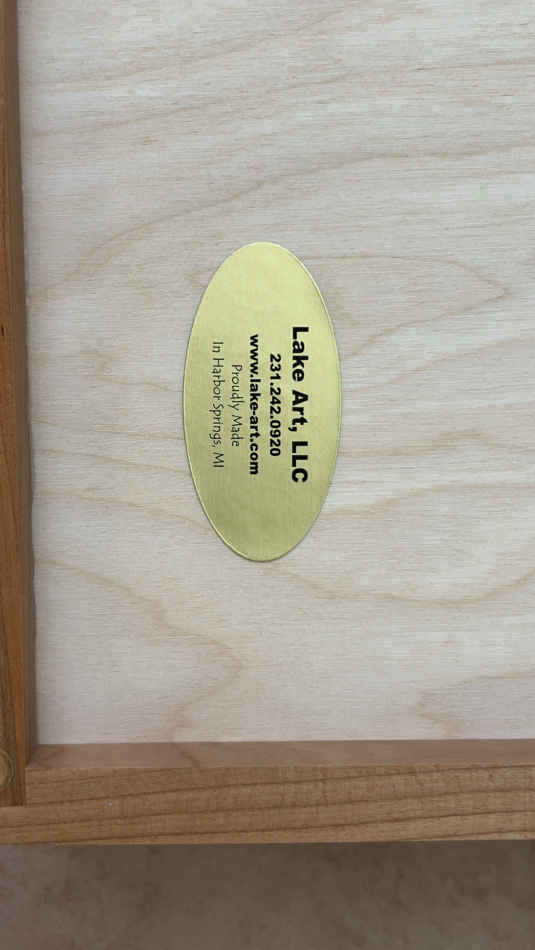 Lake Art, LLC
231.242.0920
www.lake-art.com
Proudly Made
In Harbor Springs, MI